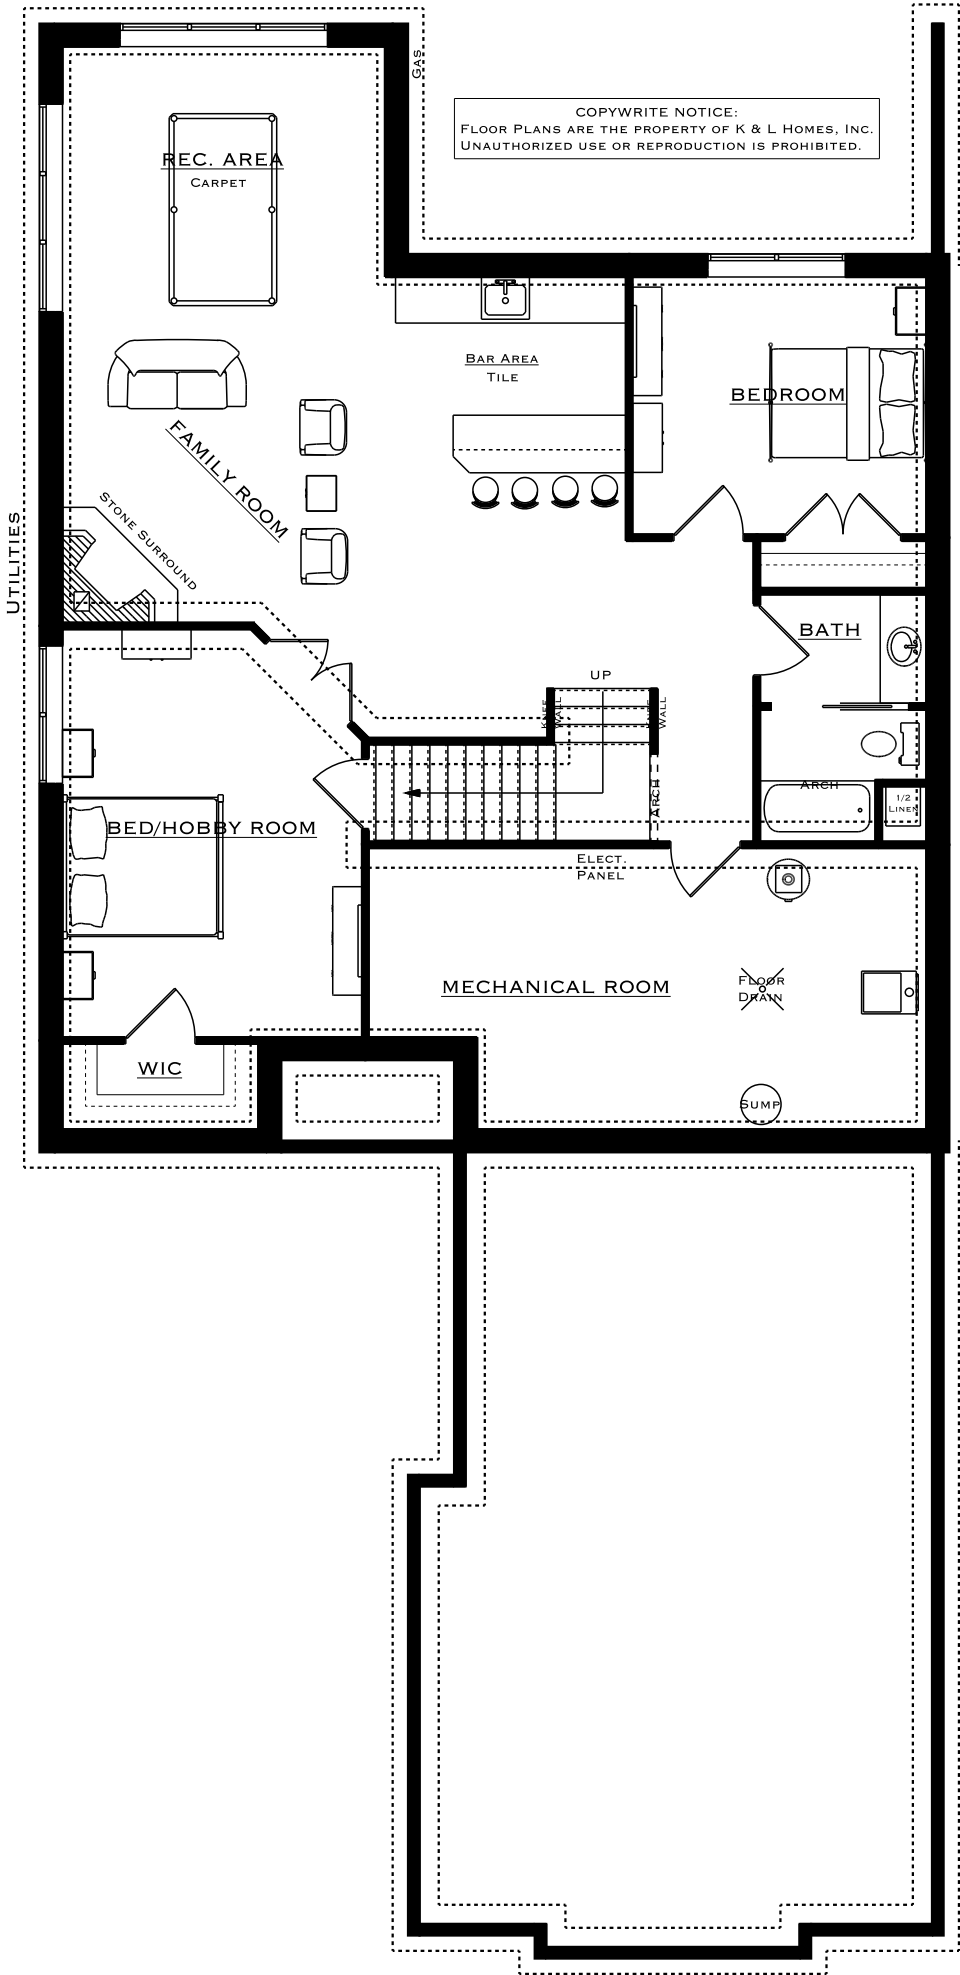 Gas
COPYWRITE NOTICE:
Floor Plans are the property of K & L Homes, Inc.
Unauthorized use or reproduction is prohibited.
REC. AREA
Carpet
Bar Area
Tile
BEDROOM
FAMILY ROOM
Stone Surround
Utilities
BATH
UP
Knee
Wall
Knee
Wall
Arch
Arch
1/2
Linen
BED/HOBBY ROOM
Elect.
Panel
MECHANICAL ROOM
Floor
Drain
WIC
Sump